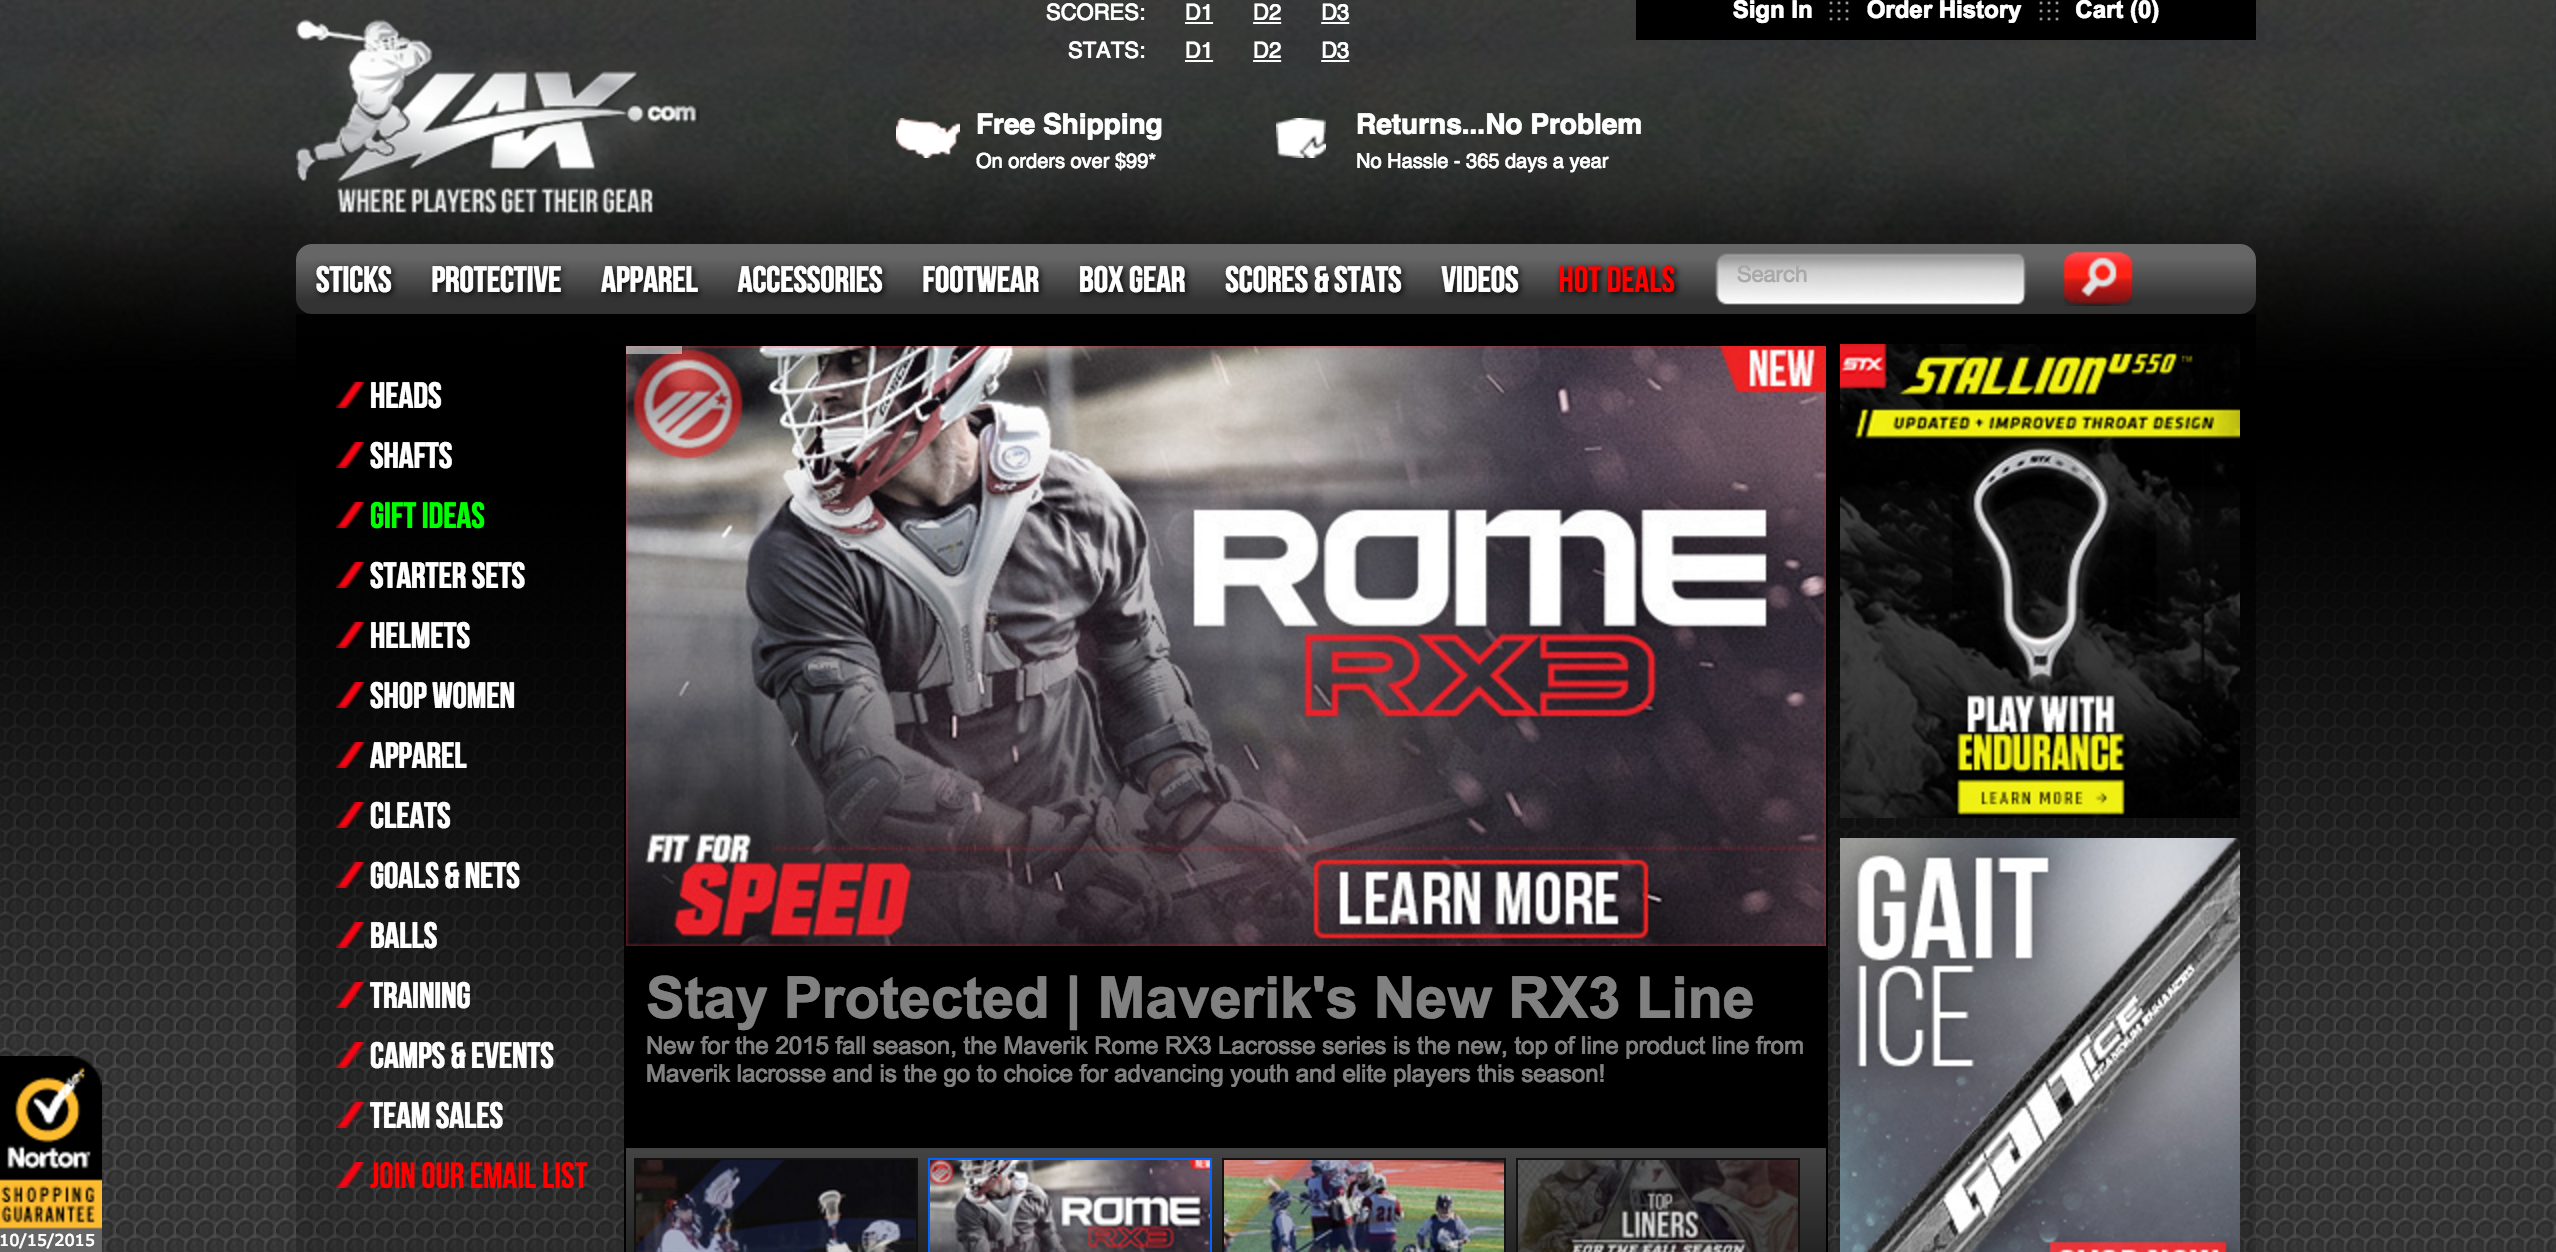 SCORES: D1 D2 D3
STATS: D1 D2 D3
Sign In Order History Cart (0)
LAX.com
WHERE PLAYERS GET THEIR GEAR
Free Shipping
On orders over $99*
Returns...No Problem
No Hassle - 365 days a year
STICKS PROTECTIVE APPAREL ACCESSORIES FOOTWEAR BOX GEAR SCORES & STATS VIDEOS HOT DEALS Search
HEADS
SHAFTS
GIFT IDEAS
STARTER SETS
HELMETS
SHOP WOMEN
APPAREL
CLEATS
GOALS & NETS
BALLS
TRAINING
CAMPS & EVENTS
TEAM SALES
JOIN OUR EMAIL LIST
NEW
ROME
RX3
FIT FOR
SPEED
LEARN MORE
Stay Protected | Maverik's New RX3 Line
New for the 2015 fall season, the Maverik Rome RX3 Lacrosse series is the new, top of line product line from
Maverik lacrosse and is the go to choice for advancing youth and elite players this season!
NEW
ROME
RX3
21
TOP
LINERS
FOR THE FALL SEASON
STX
STALLION U 550 ™
UPDATED + IMPROVED THROAT DESIGN
STX
PLAY WITH
ENDURANCE
LEARN MORE →
GAIT
ICE
GAIT ICE
SHOP NOW
Norton
SHOPPING
GUARANTEE
10/15/2015